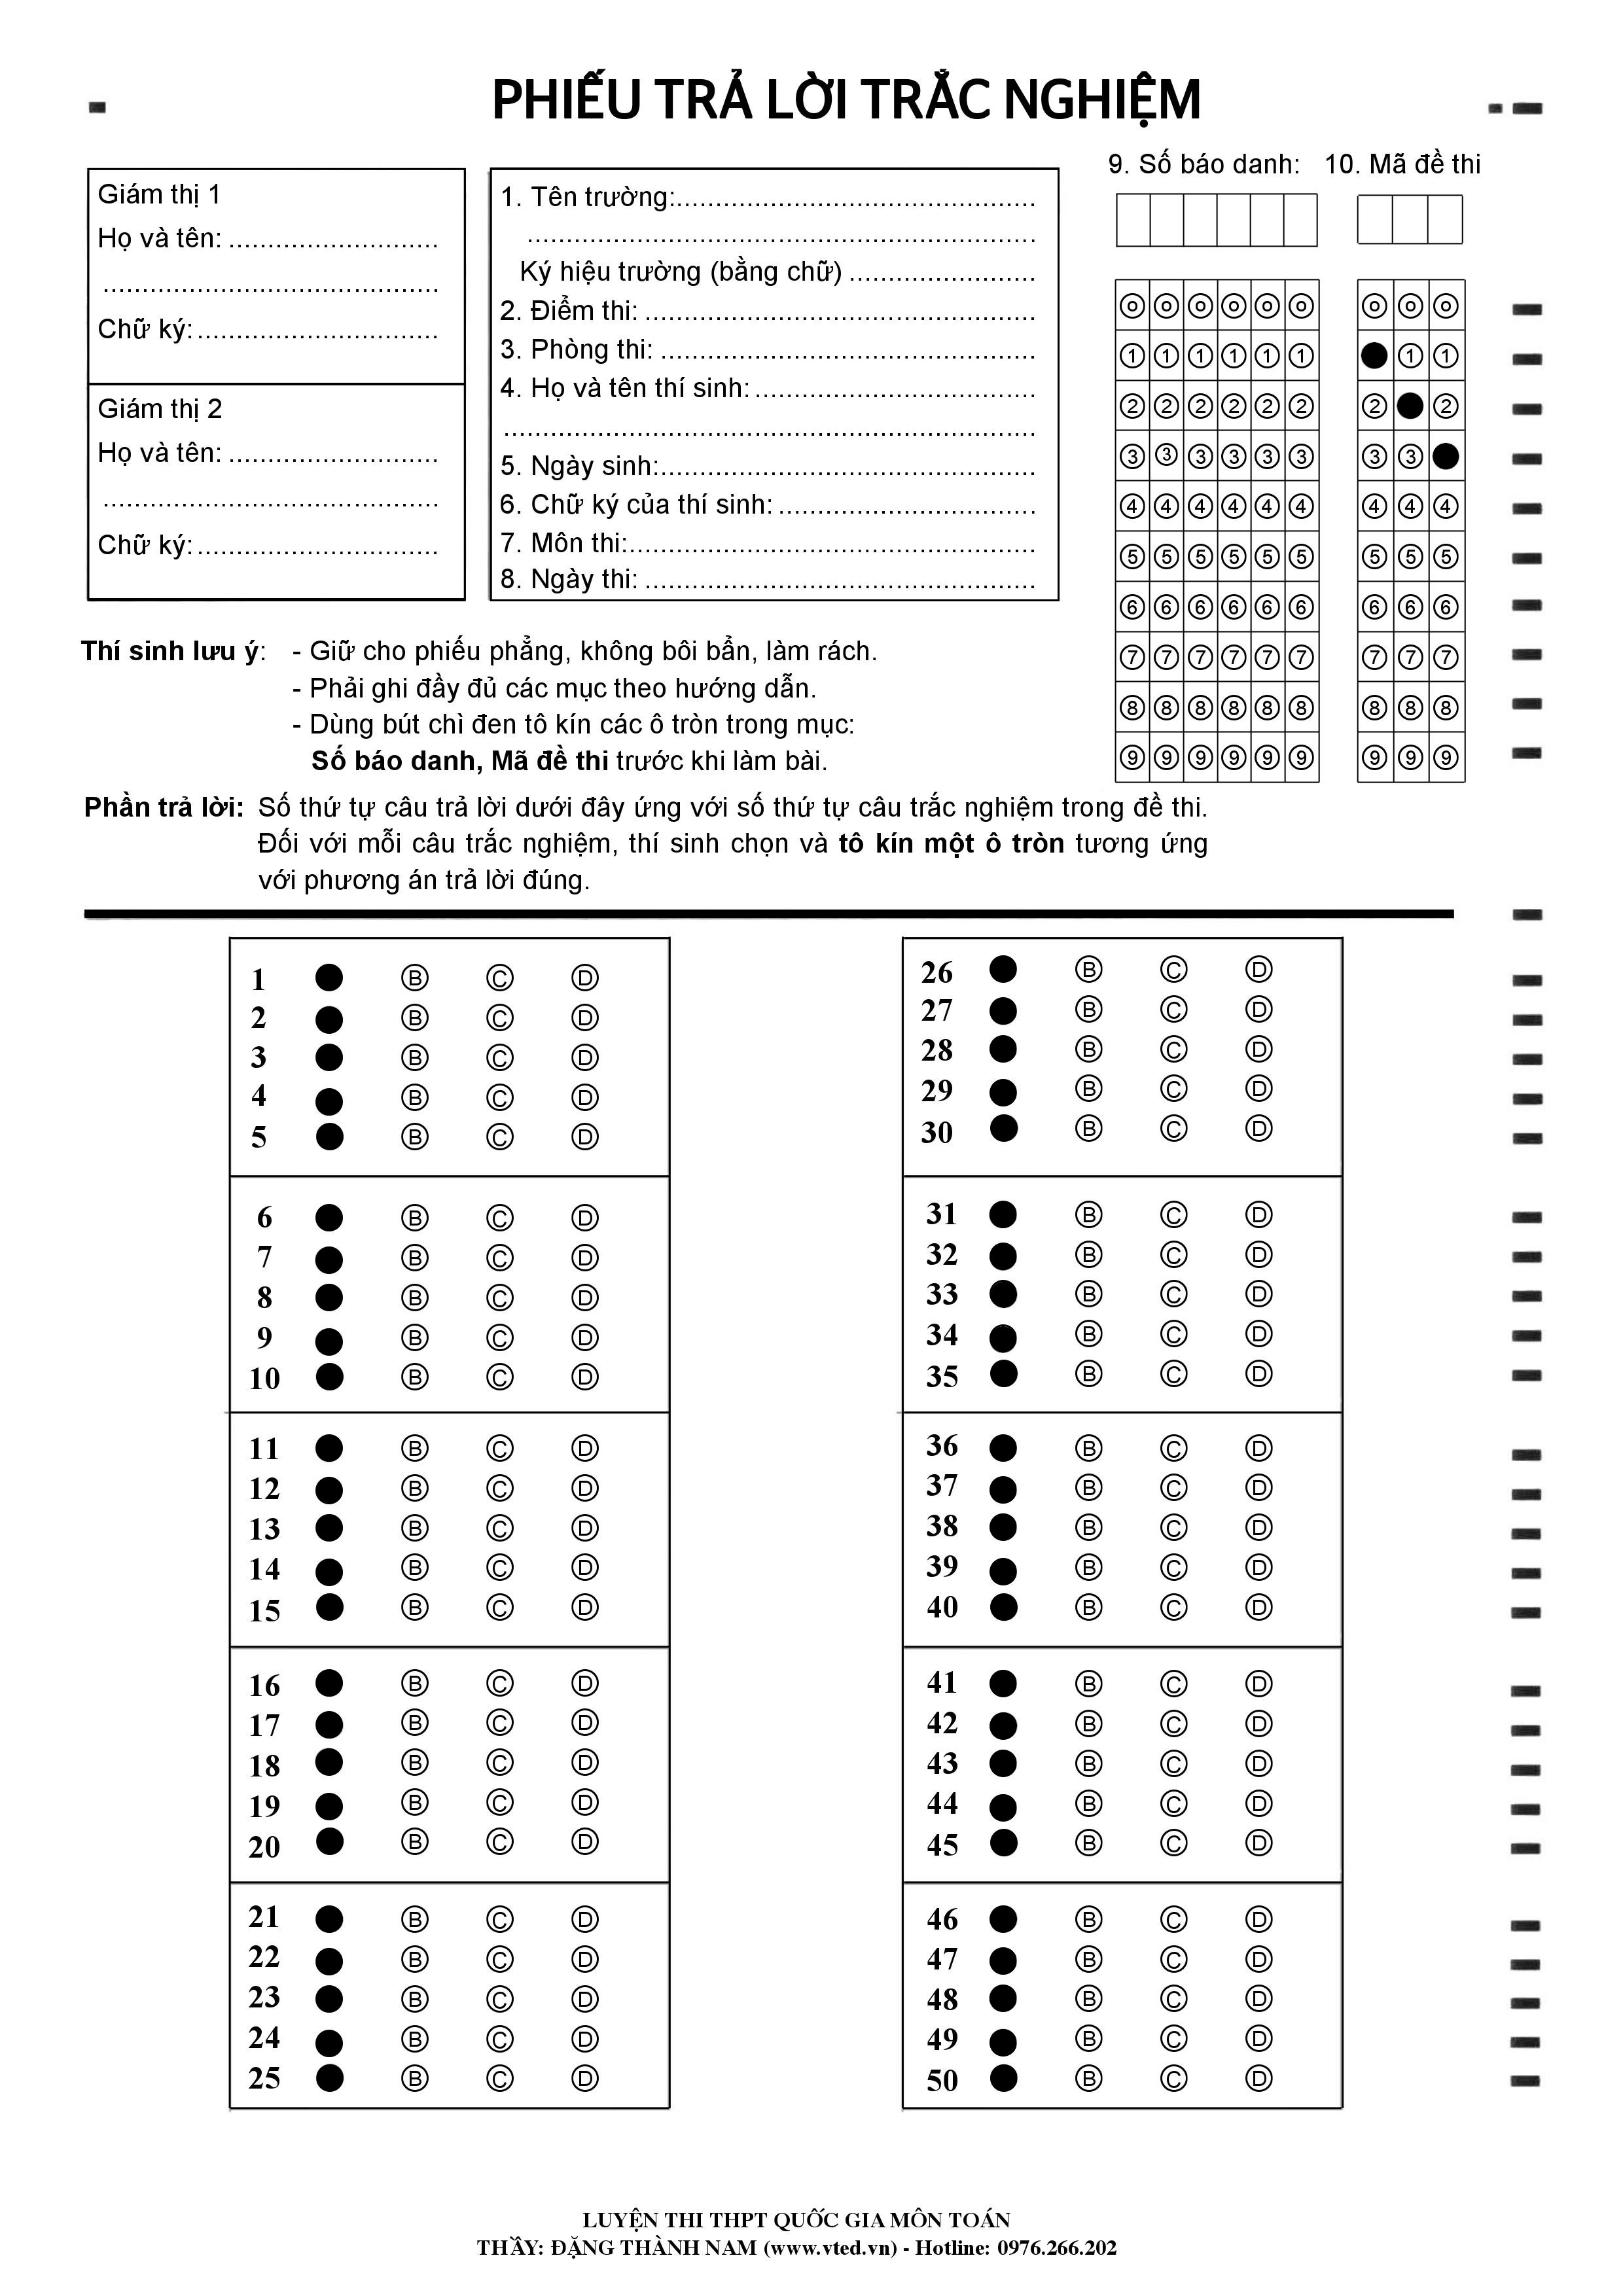 PHIẾU TRẢ LỜI TRẮC NGHIỆM
Giám thị 1
Họ và tên: ...........................
...........................................
Chữ ký: ...............................
Giám thị 2
Họ và tên: ...........................
...........................................
Chữ ký: ...............................
1. Tên trường:..............................................
.................................................................
Ký hiệu trường (bằng chữ) ........................
2. Điểm thi: ..................................................
3. Phòng thi: ................................................
4. Họ và tên thí sinh: ....................................
....................................................................
5. Ngày sinh:................................................
6. Chữ ký của thí sinh: .................................
7. Môn thi:....................................................
8. Ngày thi: ..................................................
9. Số báo danh: 10. Mã đề thi
0 0 0 0 0 0 0 0 0
1 1 1 1 1 1 1 1
2 2 2 2 2 2 2 2
3 3 3 3 3 3 3 3
4 4 4 4 4 4 4 4 4
5 5 5 5 5 5 5 5 5
6 6 6 6 6 6 6 6 6
7 7 7 7 7 7 7 7 7
8 8 8 8 8 8 8 8 8
9 9 9 9 9 9 9 9 9
Thí sinh lưu ý: - Giữ cho phiếu phẳng, không bôi bẩn, làm rách.
- Phải ghi đầy đủ các mục theo hướng dẫn.
- Dùng bút chì đen tô kín các ô tròn trong mục:
Số báo danh, Mã đề thi trước khi làm bài.
Phần trả lời: Số thứ tự câu trả lời dưới đây ứng với số thứ tự câu trắc nghiệm trong đề thi.
Đối với mỗi câu trắc nghiệm, thí sinh chọn và tô kín một ô tròn tương ứng
với phương án trả lời đúng.
1 B C D
2 B C D
3 B C D
4 B C D
5 B C D
6 B C D
7 B C D
8 B C D
9 B C D
10 B C D
11 B C D
12 B C D
13 B C D
14 B C D
15 B C D
16 B C D
17 B C D
18 B C D
19 B C D
20 B C D
21 B C D
22 B C D
23 B C D
24 B C D
25 B C D
26 B C D
27 B C D
28 B C D
29 B C D
30 B C D
31 B C D
32 B C D
33 B C D
34 B C D
35 B C D
36 B C D
37 B C D
38 B C D
39 B C D
40 B C D
41 B C D
42 B C D
43 B C D
44 B C D
45 B C D
46 B C D
47 B C D
48 B C D
49 B C D
50 B C D
LUYỆN THI THPT QUỐC GIA MÔN TOÁN
THẦY: ĐẶNG THÀNH NAM (www.vted.vn) - Hotline: 0976.266.202